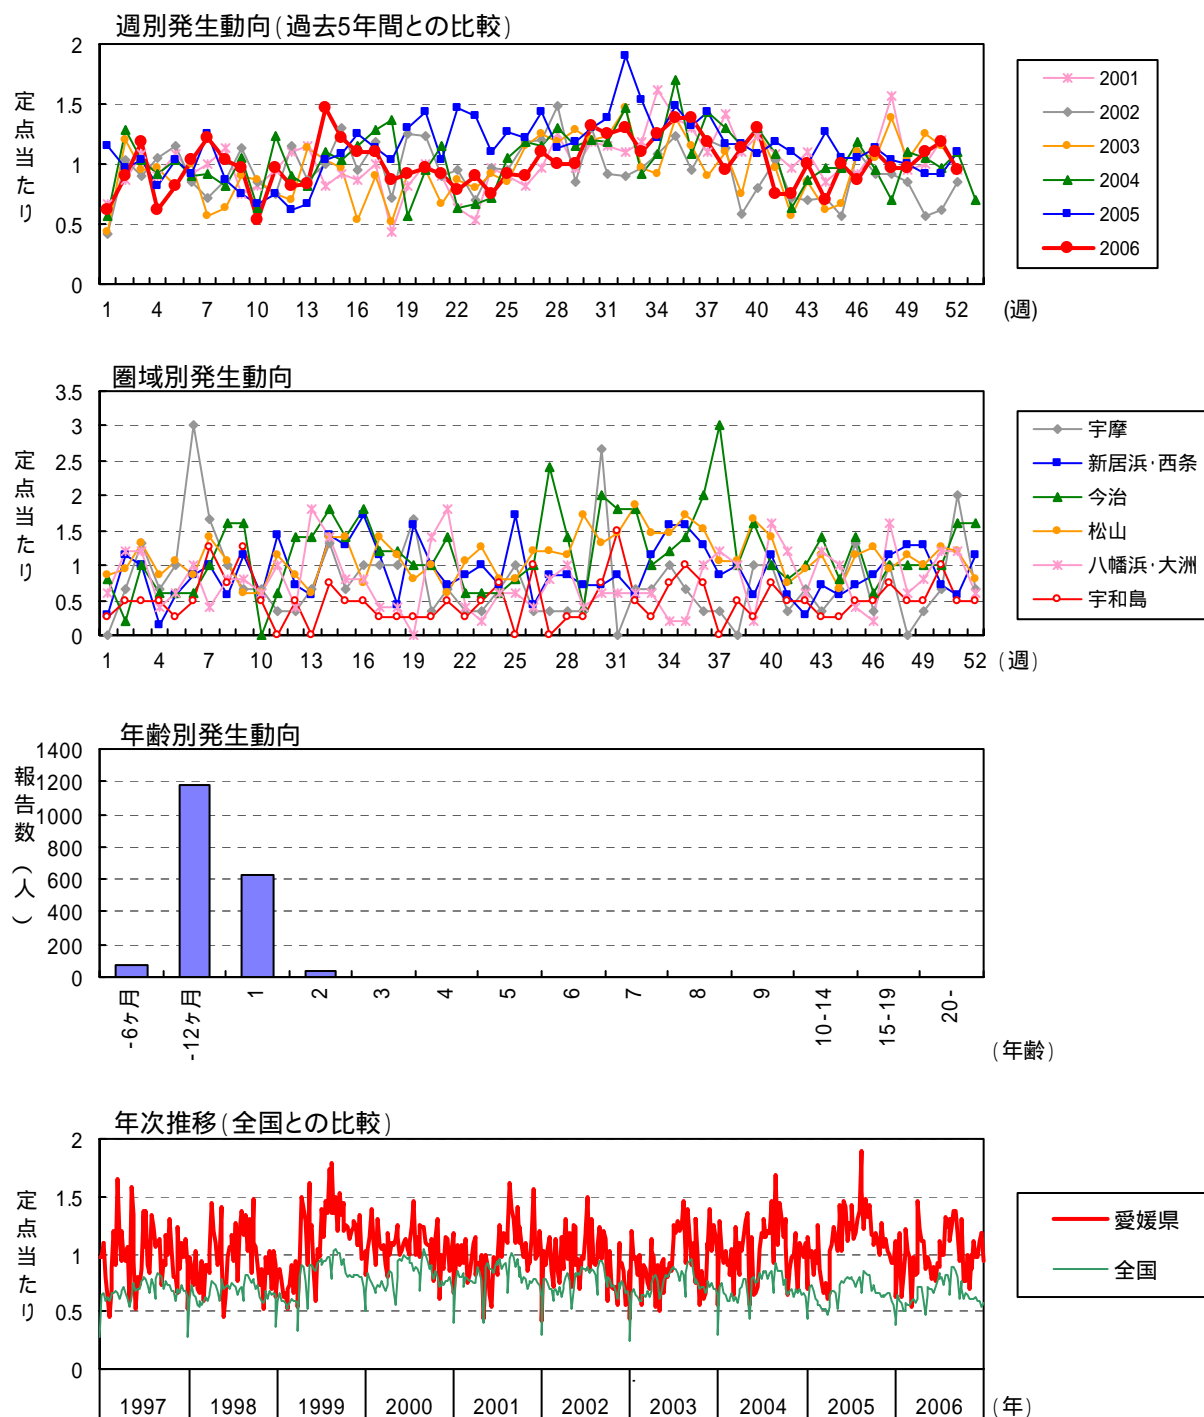 週別発生動向(過去5年間との比較)
定点当たり
2
1.5
1
0.5
0
1 4 7 10 13 16 19 22 25 28 31 34 37 40 43 46 49 52 (週)
2001
2002
2003
2004
2005
2006
圏域別発生動向
定点当たり
3.5
3
2.5
2
1.5
1
0.5
0
1 4 7 10 13 16 19 22 25 28 31 34 37 40 43 46 49 52 (週)
宇摩
新居浜・西条
今治
松山
八幡浜・大洲
宇和島
年齢別発生動向
報告数(人)
1400
1200
1000
800
600
400
200
0
-6ヶ月 -12ヶ月 1 2 3 4 5 6 7 8 9 10-14 15-19 20-
(年齢)
年次推移(全国との比較)
定点当たり
2
1.5
1
0.5
0
1997 1998 1999 2000 2001 2002 2003 2004 2005 2006 (年)
愛媛県
全国